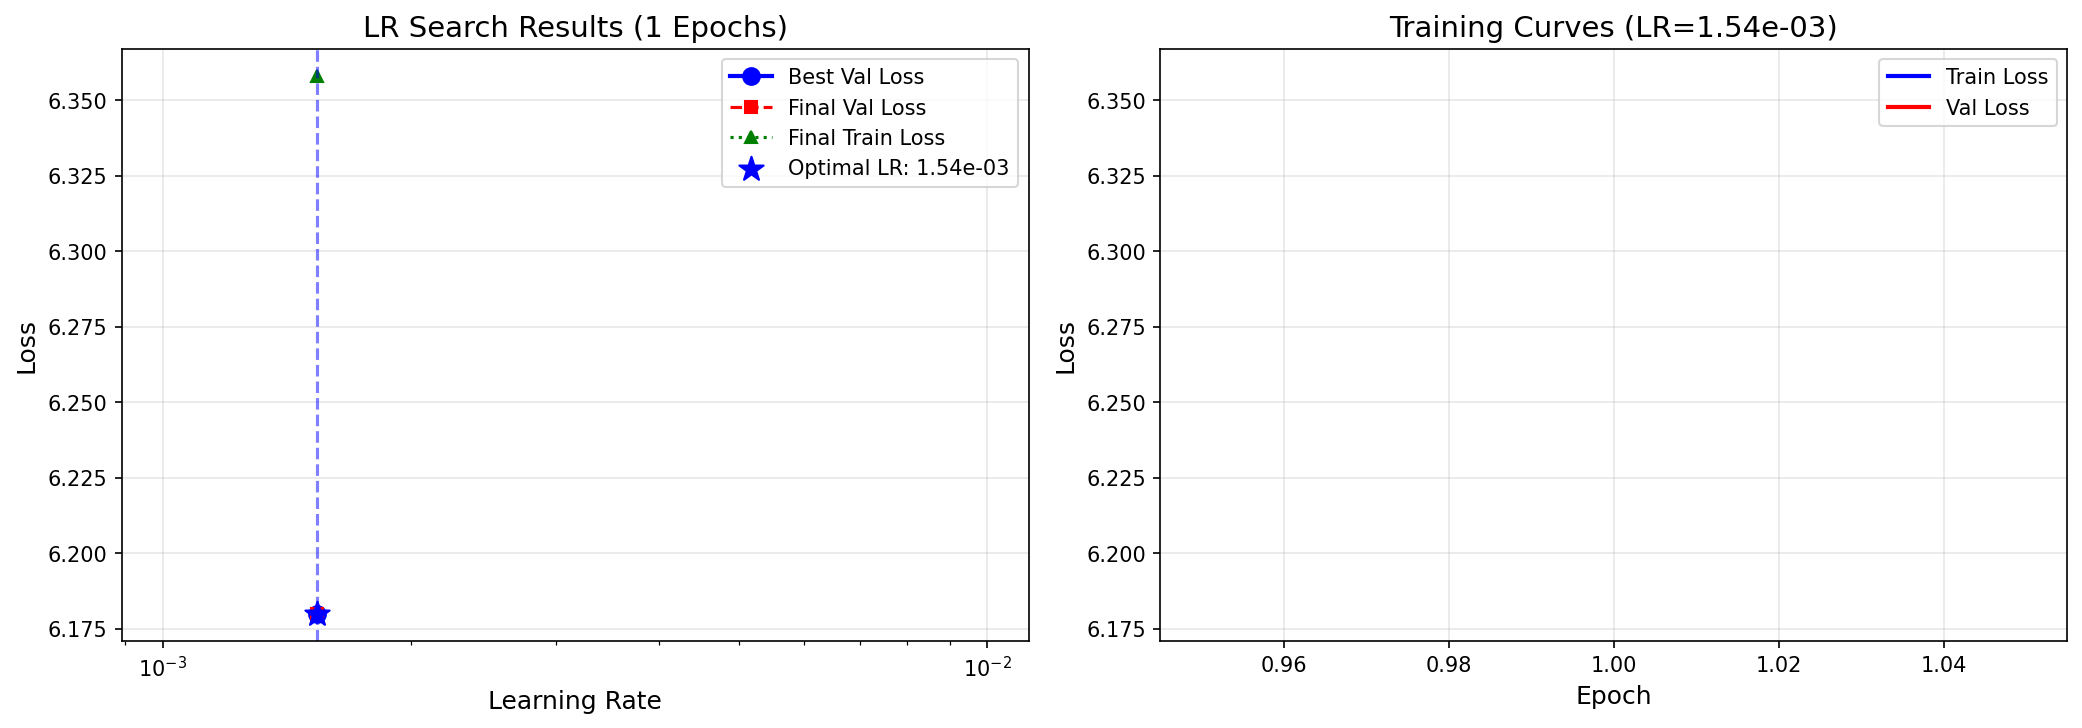 LR Search Results (1 Epochs)
Best Val Loss
Final Val Loss
Final Train Loss
Optimal LR: 1.54e-03
6.350
6.325
6.300
6.275
6.250
6.225
6.200
6.175
Loss
10⁻³
10⁻²
Learning Rate
Training Curves (LR=1.54e-03)
Train Loss
Val Loss
6.350
6.325
6.300
6.275
6.250
6.225
6.200
6.175
Loss
0.96
0.98
1.00
1.02
1.04
Epoch